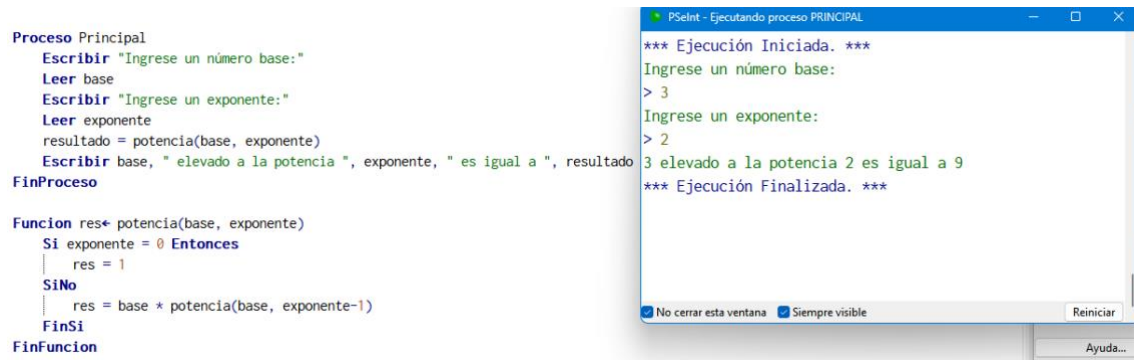 Proceso Principal
Escribir "Ingrese un número base:"
Leer base
Escribir "Ingrese un exponente:"
Leer exponente
resultado = potencia(base, exponente)
Escribir base, " elevado a la potencia ", exponente, " es igual a ", resultado
FinProceso
Funcion res← potencia(base, exponente)
Si exponente = 0 Entonces
res = 1
SiNo
res = base * potencia(base, exponente-1)
FinSi
FinFuncion
PSeInt - Ejecutando proceso PRINCIPAL
*** Ejecución Iniciada. ***
Ingrese un número base:
> 3
Ingrese un exponente:
> 2
3 elevado a la potencia 2 es igual a 9
*** Ejecución Finalizada. ***
No cerrar esta ventana Siempre visible Reiniciar
Ayuda...